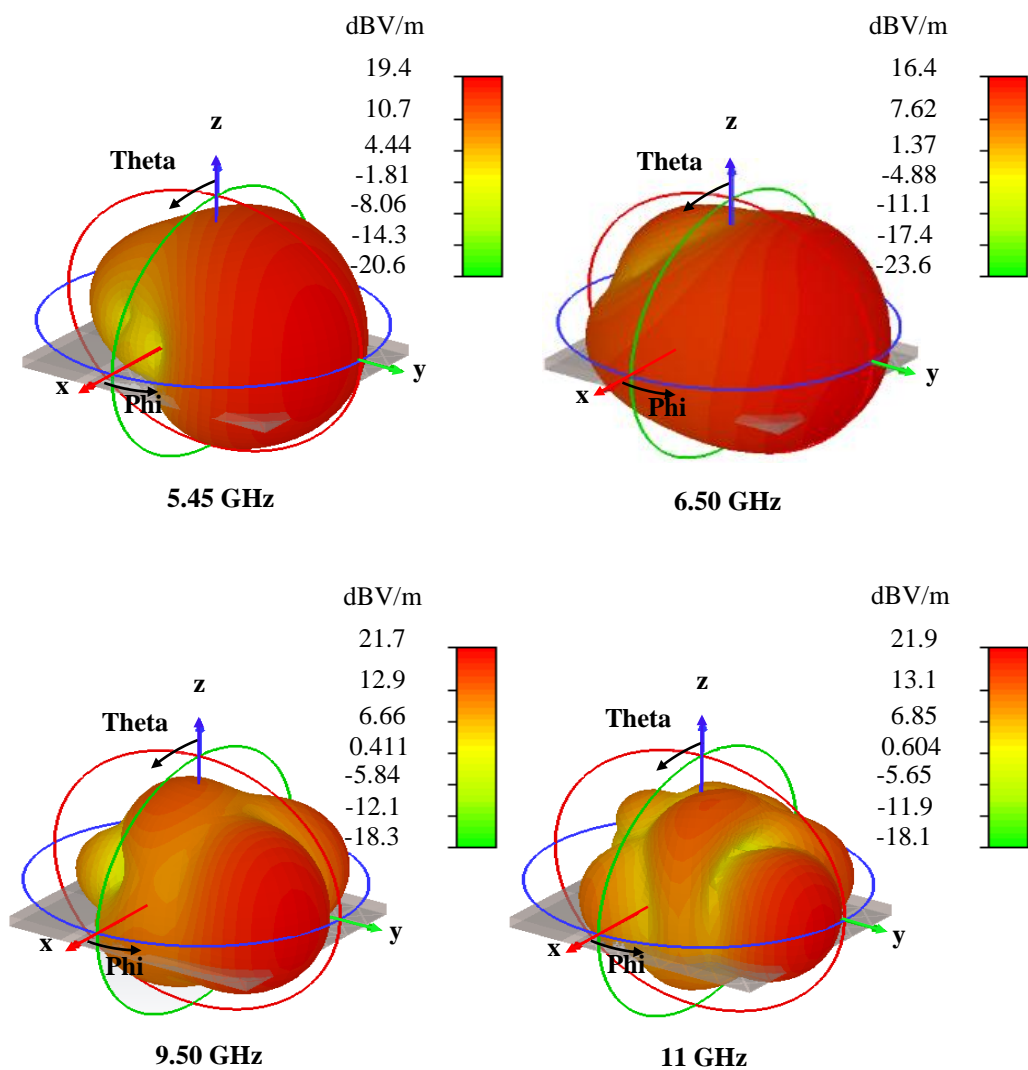 dBV/m
19.4
10.7
4.44
-1.81
-8.06
-14.3
-20.6
z
Theta
x
Phi
y
5.45 GHz
dBV/m
16.4
7.62
1.37
-4.88
-11.1
-17.4
-23.6
z
Theta
x
Phi
y
6.50 GHz
dBV/m
21.7
12.9
6.66
0.411
-5.84
-12.1
-18.3
z
Theta
x
Phi
y
9.50 GHz
dBV/m
21.9
13.1
6.85
0.604
-5.65
-11.9
-18.1
z
Theta
x
Phi
y
11 GHz